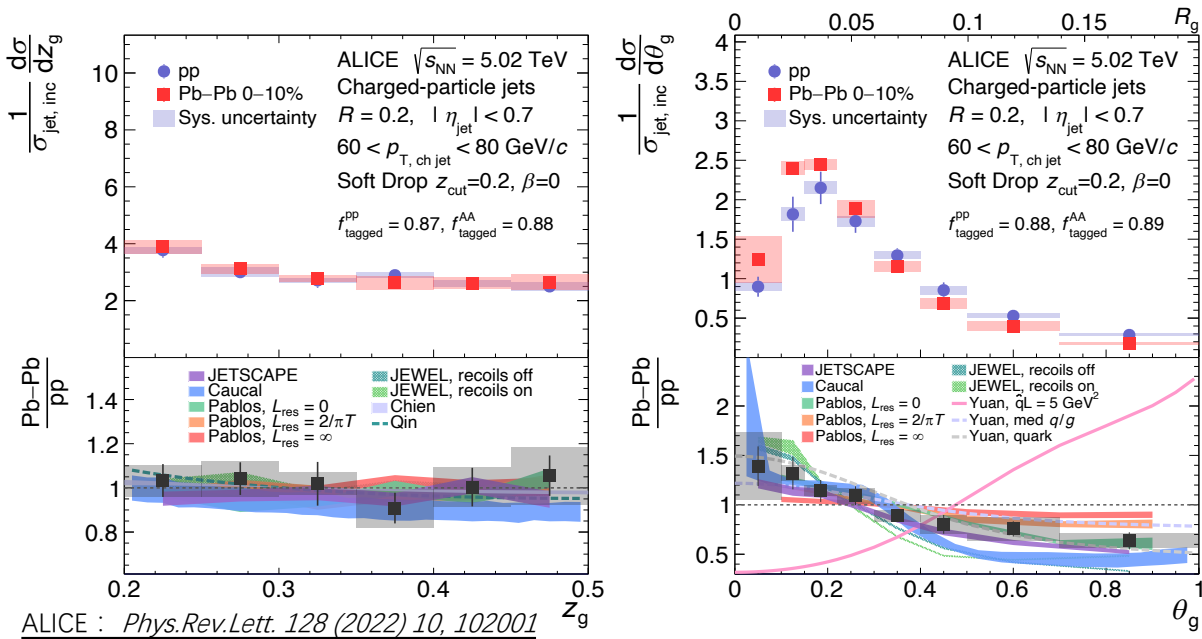 1/σ_jet, inc dσ/dz_g
10
8
6
4
2
pp
Pb−Pb 0−10%
Sys. uncertainty
ALICE √s_NN = 5.02 TeV
Charged-particle jets
R = 0.2, | η_jet | < 0.7
60 < p_T, ch jet < 80 GeV/c
Soft Drop z_cut=0.2, β=0
f_tagged^pp = 0.87, f_tagged^AA = 0.88
Pb−Pb/pp
1.4
1.2
1
0.8
JETSCAPE
Caucal
Pablos, L_res = 0
Pablos, L_res = 2/πT
Pablos, L_res = ∞
JEWEL, recoils off
JEWEL, recoils on
Chien
Qin
0.2 0.3 0.4 0.5
z_g
ALICE : Phys.Rev.Lett. 128 (2022) 10, 102001
0 0.05 0.1 0.15 R_g
1/σ_jet, inc dσ/dθ_g
4
3.5
3
2.5
2
1.5
1
0.5
pp
Pb−Pb 0−10%
Sys. uncertainty
ALICE √s_NN = 5.02 TeV
Charged-particle jets
R = 0.2, | η_jet | < 0.7
60 < p_T, ch jet < 80 GeV/c
Soft Drop z_cut=0.2, β=0
f_tagged^pp = 0.88, f_tagged^AA = 0.89
Pb−Pb/pp
2
1.5
1
0.5
JETSCAPE
Caucal
Pablos, L_res = 0
Pablos, L_res = 2/πT
Pablos, L_res = ∞
JEWEL, recoils off
JEWEL, recoils on
Yuan, q̂L = 5 GeV²
Yuan, med q/g
Yuan, quark
0 0.2 0.4 0.6 0.8 1
θ_g